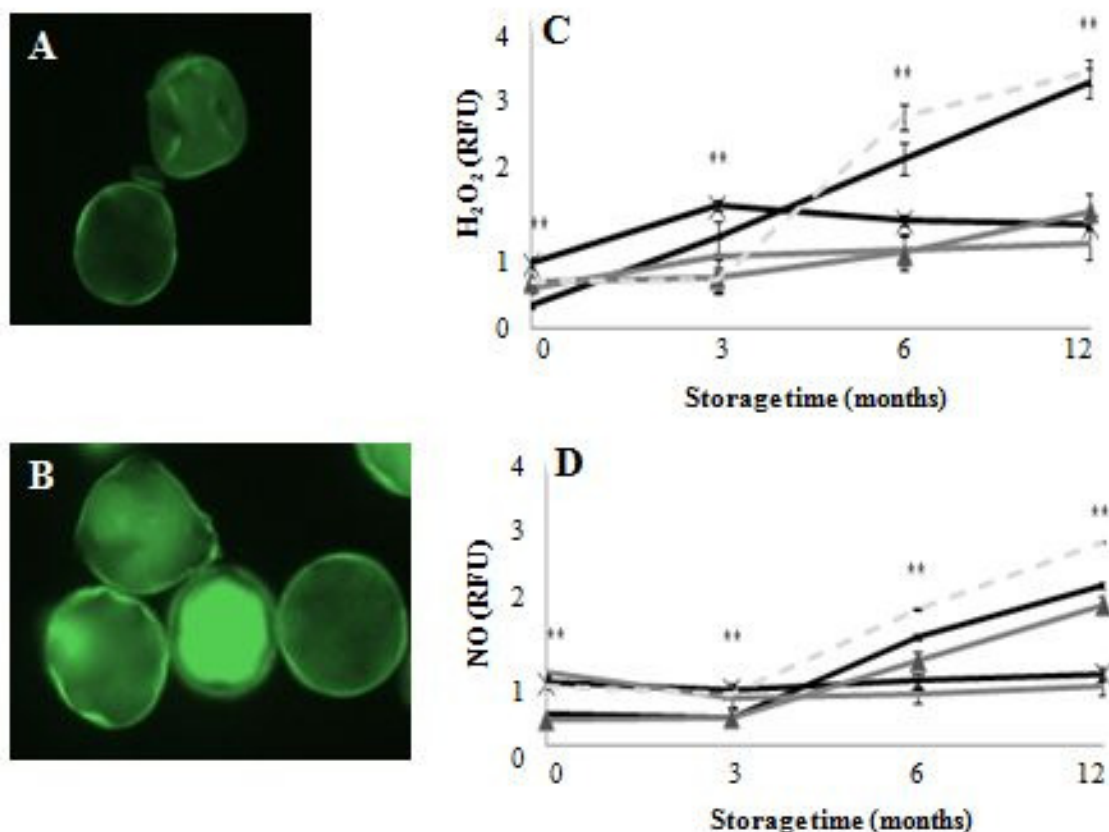 A
C
H₂O₂ (RFU)
4
3
2
1
0
**
**
**
**
0 3 6 12
Storage time (months)
B
D
NO (RFU)
4
3
2
1
0
**
**
**
**
0 3 6 12
Storage time (months)